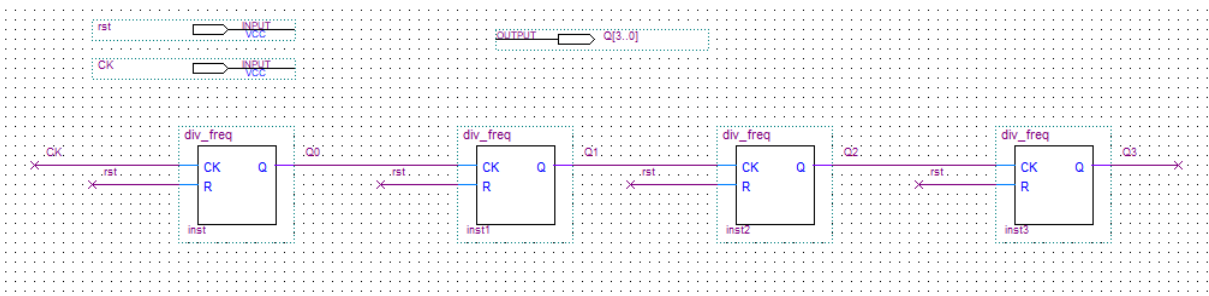 rst INPUT VCC
OUTPUT Q[3..0]
CK INPUT VCC
div_freq div_freq div_freq div_freq
CK Q0 Q1 Q2 Q3
CK Q CK Q CK Q CK Q
rst rst rst rst
R R R R
inst inst1 inst2 inst3